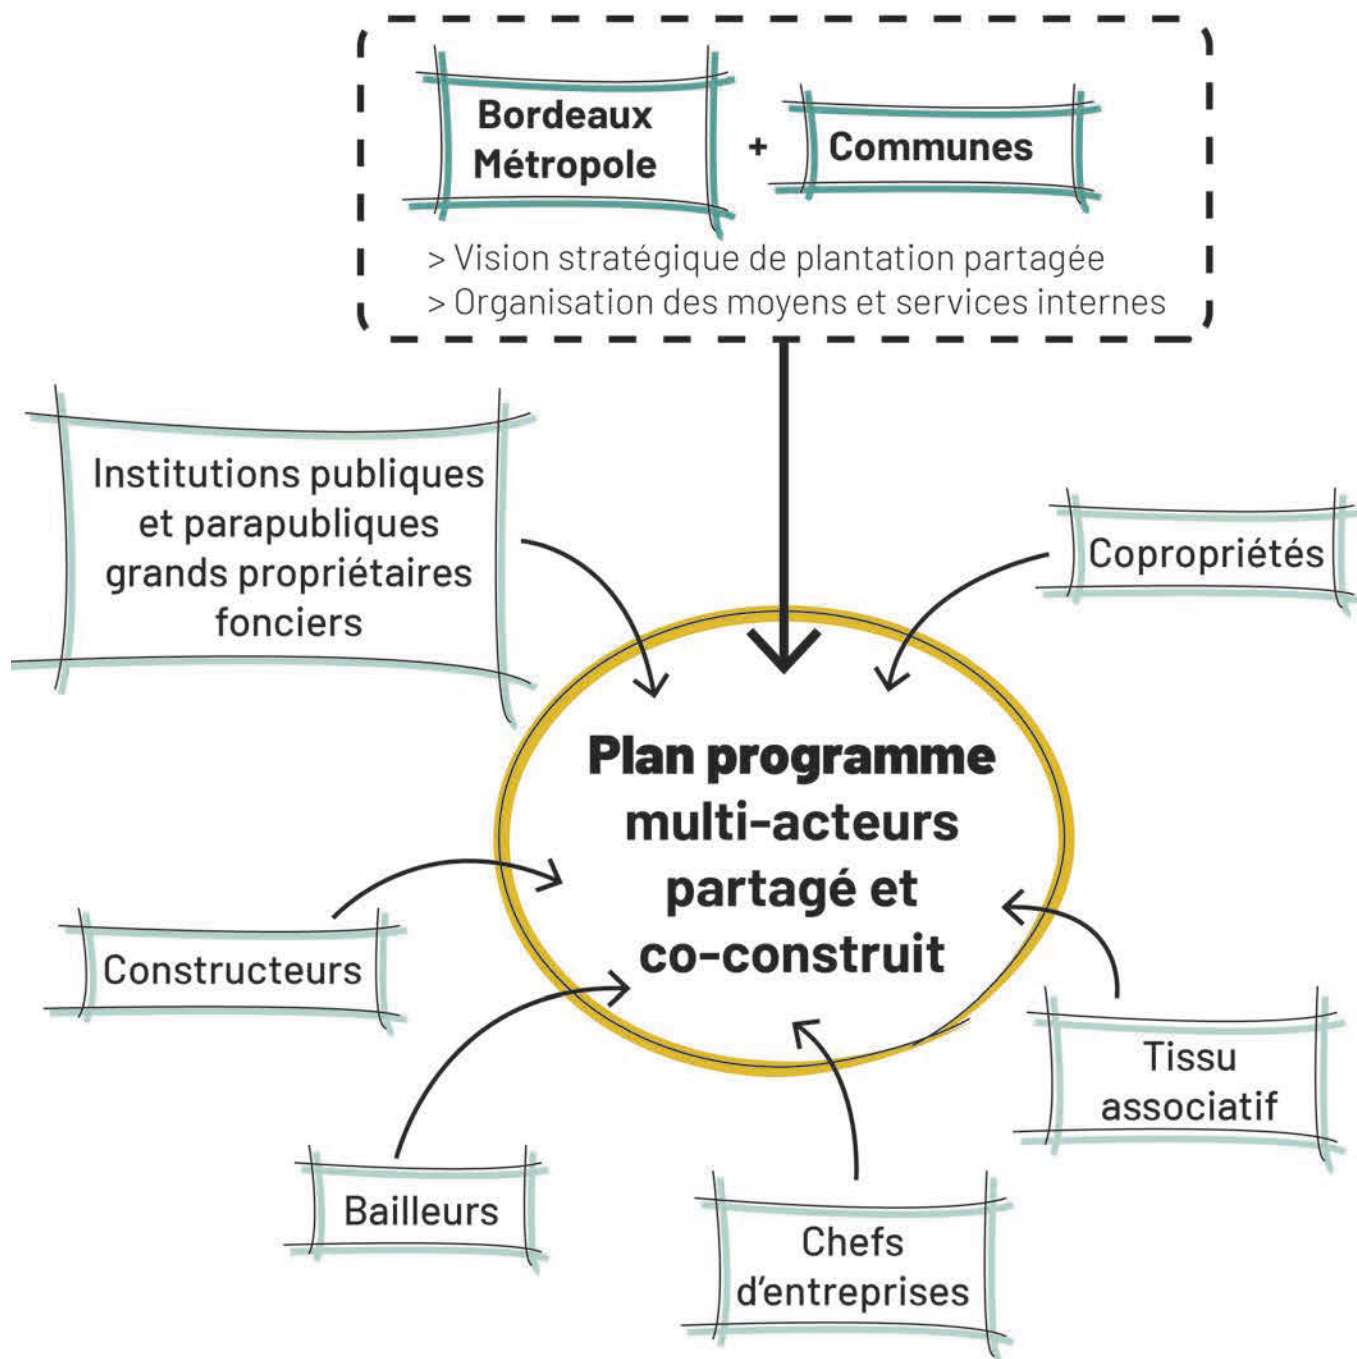 Bordeaux
Métropole
+
Communes
> Vision stratégique de plantation partagée
> Organisation des moyens et services internes
Institutions publiques
et parapubliques
grands propriétaires
fonciers
Copropriétés
Plan programme
multi-acteurs
partagé et
co-construit
Constructeurs
Tissu
associatif
Bailleurs
Chefs
d'entreprises